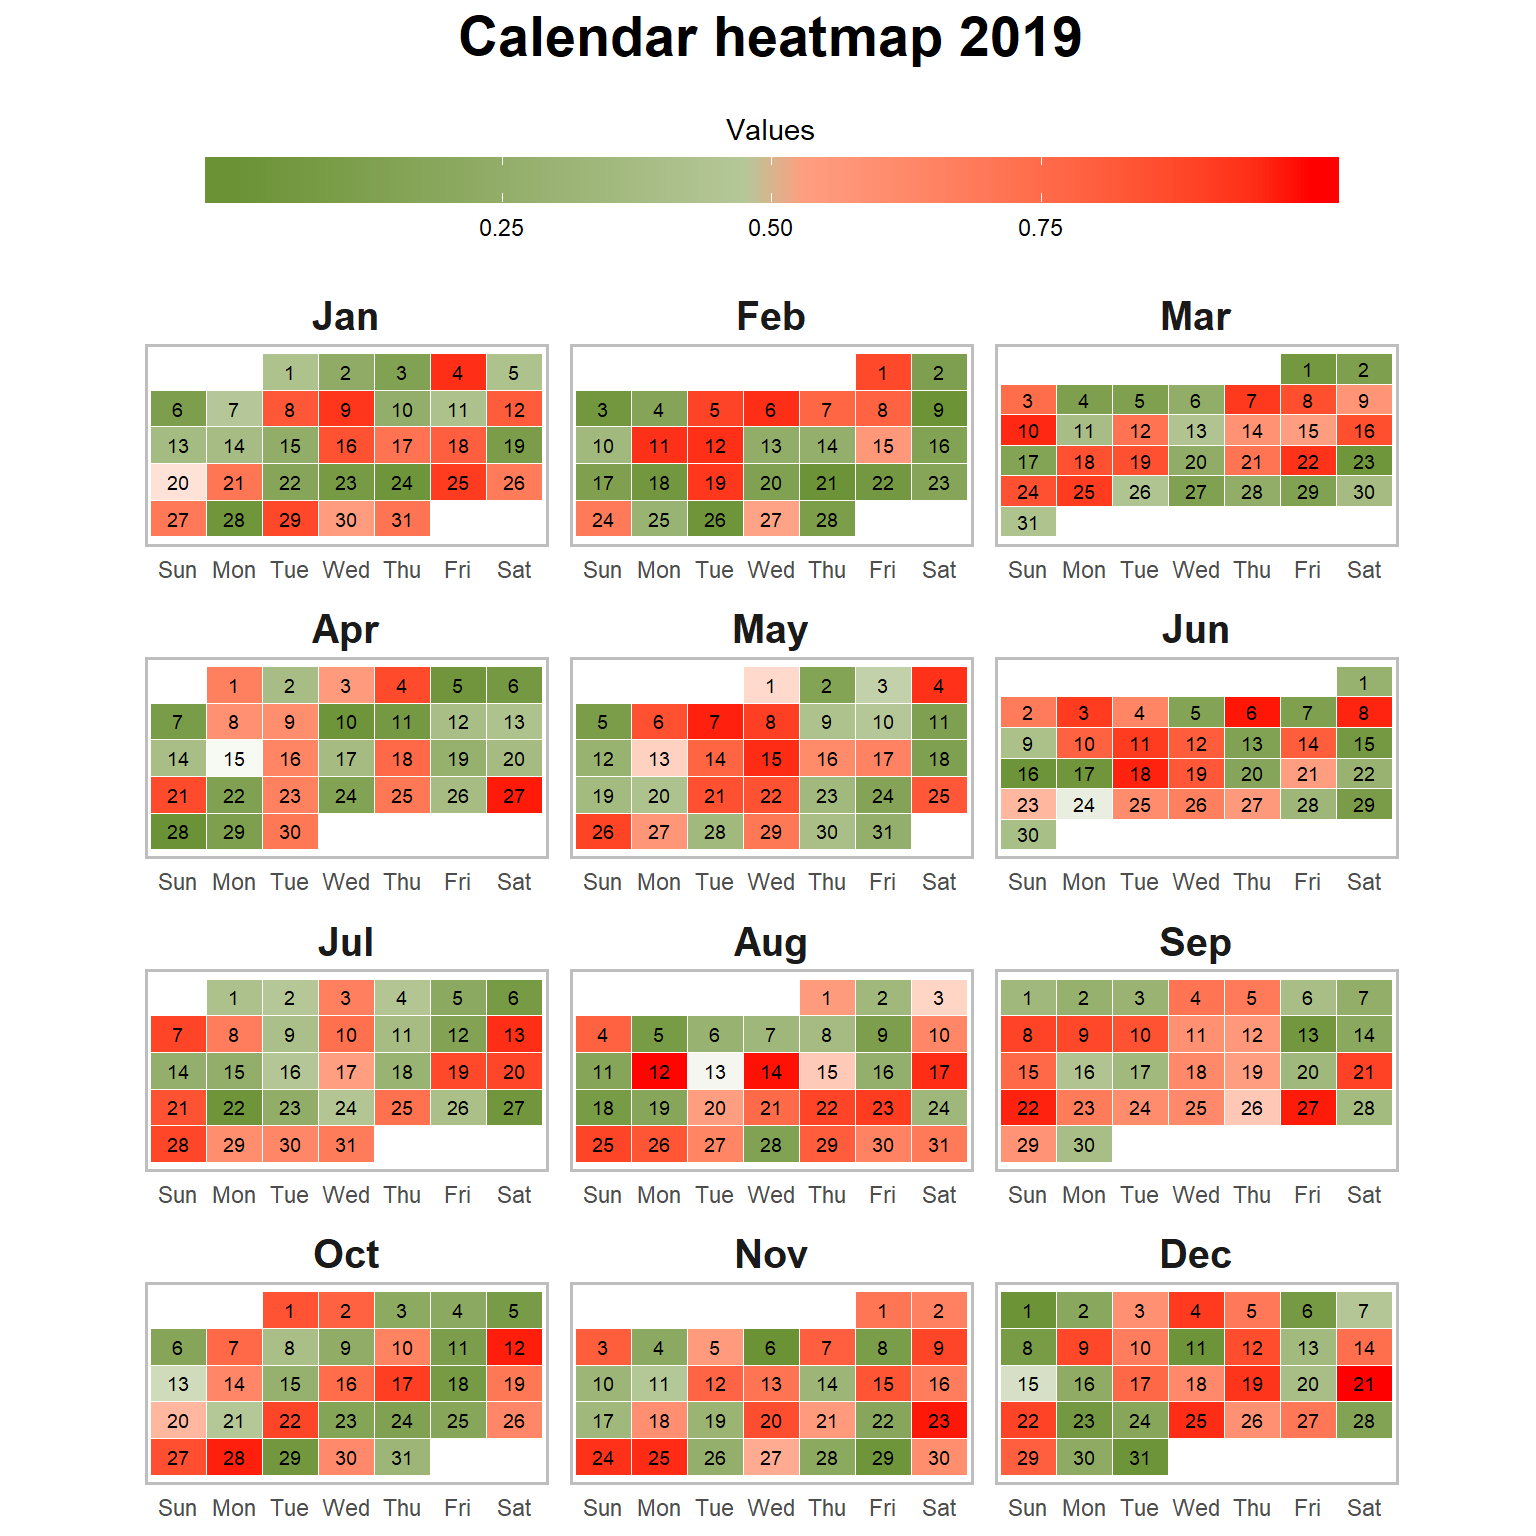 Calendar heatmap 2019
Values
0.25 0.50 0.75
Jan Feb Mar
1 2 3 4 5 1 2 1 2
6 7 8 9 10 11 12 3 4 5 6 7 8 9 3 4 5 6 7 8 9
13 14 15 16 17 18 19 10 11 12 13 14 15 16 10 11 12 13 14 15 16
20 21 22 23 24 25 26 17 18 19 20 21 22 23 17 18 19 20 21 22 23
27 28 29 30 31 24 25 26 27 28 24 25 26 27 28 29 30
31
Sun Mon Tue Wed Thu Fri Sat Sun Mon Tue Wed Thu Fri Sat Sun Mon Tue Wed Thu Fri Sat
Apr May Jun
1 2 3 4 5 6 1 2 3 4 1
7 8 9 10 11 12 13 5 6 7 8 9 10 11 2 3 4 5 6 7 8
14 15 16 17 18 19 20 12 13 14 15 16 17 18 9 10 11 12 13 14 15
21 22 23 24 25 26 27 19 20 21 22 23 24 25 16 17 18 19 20 21 22
28 29 30 26 27 28 29 30 31 23 24 25 26 27 28 29
30
Sun Mon Tue Wed Thu Fri Sat Sun Mon Tue Wed Thu Fri Sat Sun Mon Tue Wed Thu Fri Sat
Jul Aug Sep
1 2 3 4 5 6 1 2 3 1 2 3 4 5 6 7
7 8 9 10 11 12 13 4 5 6 7 8 9 10 8 9 10 11 12 13 14
14 15 16 17 18 19 20 11 12 13 14 15 16 17 15 16 17 18 19 20 21
21 22 23 24 25 26 27 18 19 20 21 22 23 24 22 23 24 25 26 27 28
28 29 30 31 25 26 27 28 29 30 31 29 30
Sun Mon Tue Wed Thu Fri Sat Sun Mon Tue Wed Thu Fri Sat Sun Mon Tue Wed Thu Fri Sat
Oct Nov Dec
1 2 3 4 5 1 2 1 2 3 4 5 6 7
6 7 8 9 10 11 12 3 4 5 6 7 8 9 8 9 10 11 12 13 14
13 14 15 16 17 18 19 10 11 12 13 14 15 16 15 16 17 18 19 20 21
20 21 22 23 24 25 26 17 18 19 20 21 22 23 22 23 24 25 26 27 28
27 28 29 30 31 24 25 26 27 28 29 30 29 30 31
Sun Mon Tue Wed Thu Fri Sat Sun Mon Tue Wed Thu Fri Sat Sun Mon Tue Wed Thu Fri Sat